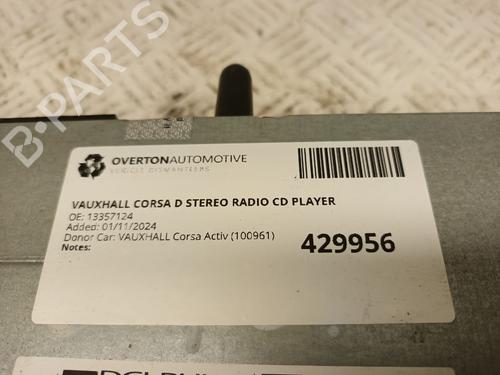 B-PARTS
OVERTONAUTOMOTIVE
VEHICLE DISMANTLERS
VAUXHALL CORSA D STEREO RADIO CD PLAYER
OE: 13357124
Added: 01/11/2024
Donor Car: VAUXHALL Corsa Activ (100961)
Notes:
429956